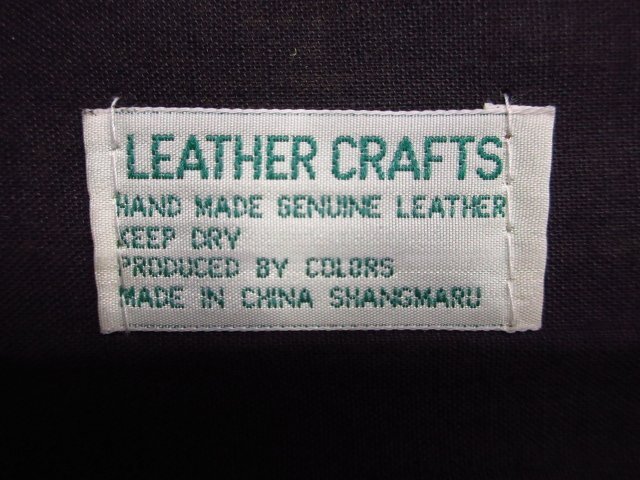 LEATHER CRAFTS
HAND MADE GENUINE LEATHER
KEEP DRY
PRODUCED BY COLORS
MADE IN CHINA SHANGMARU